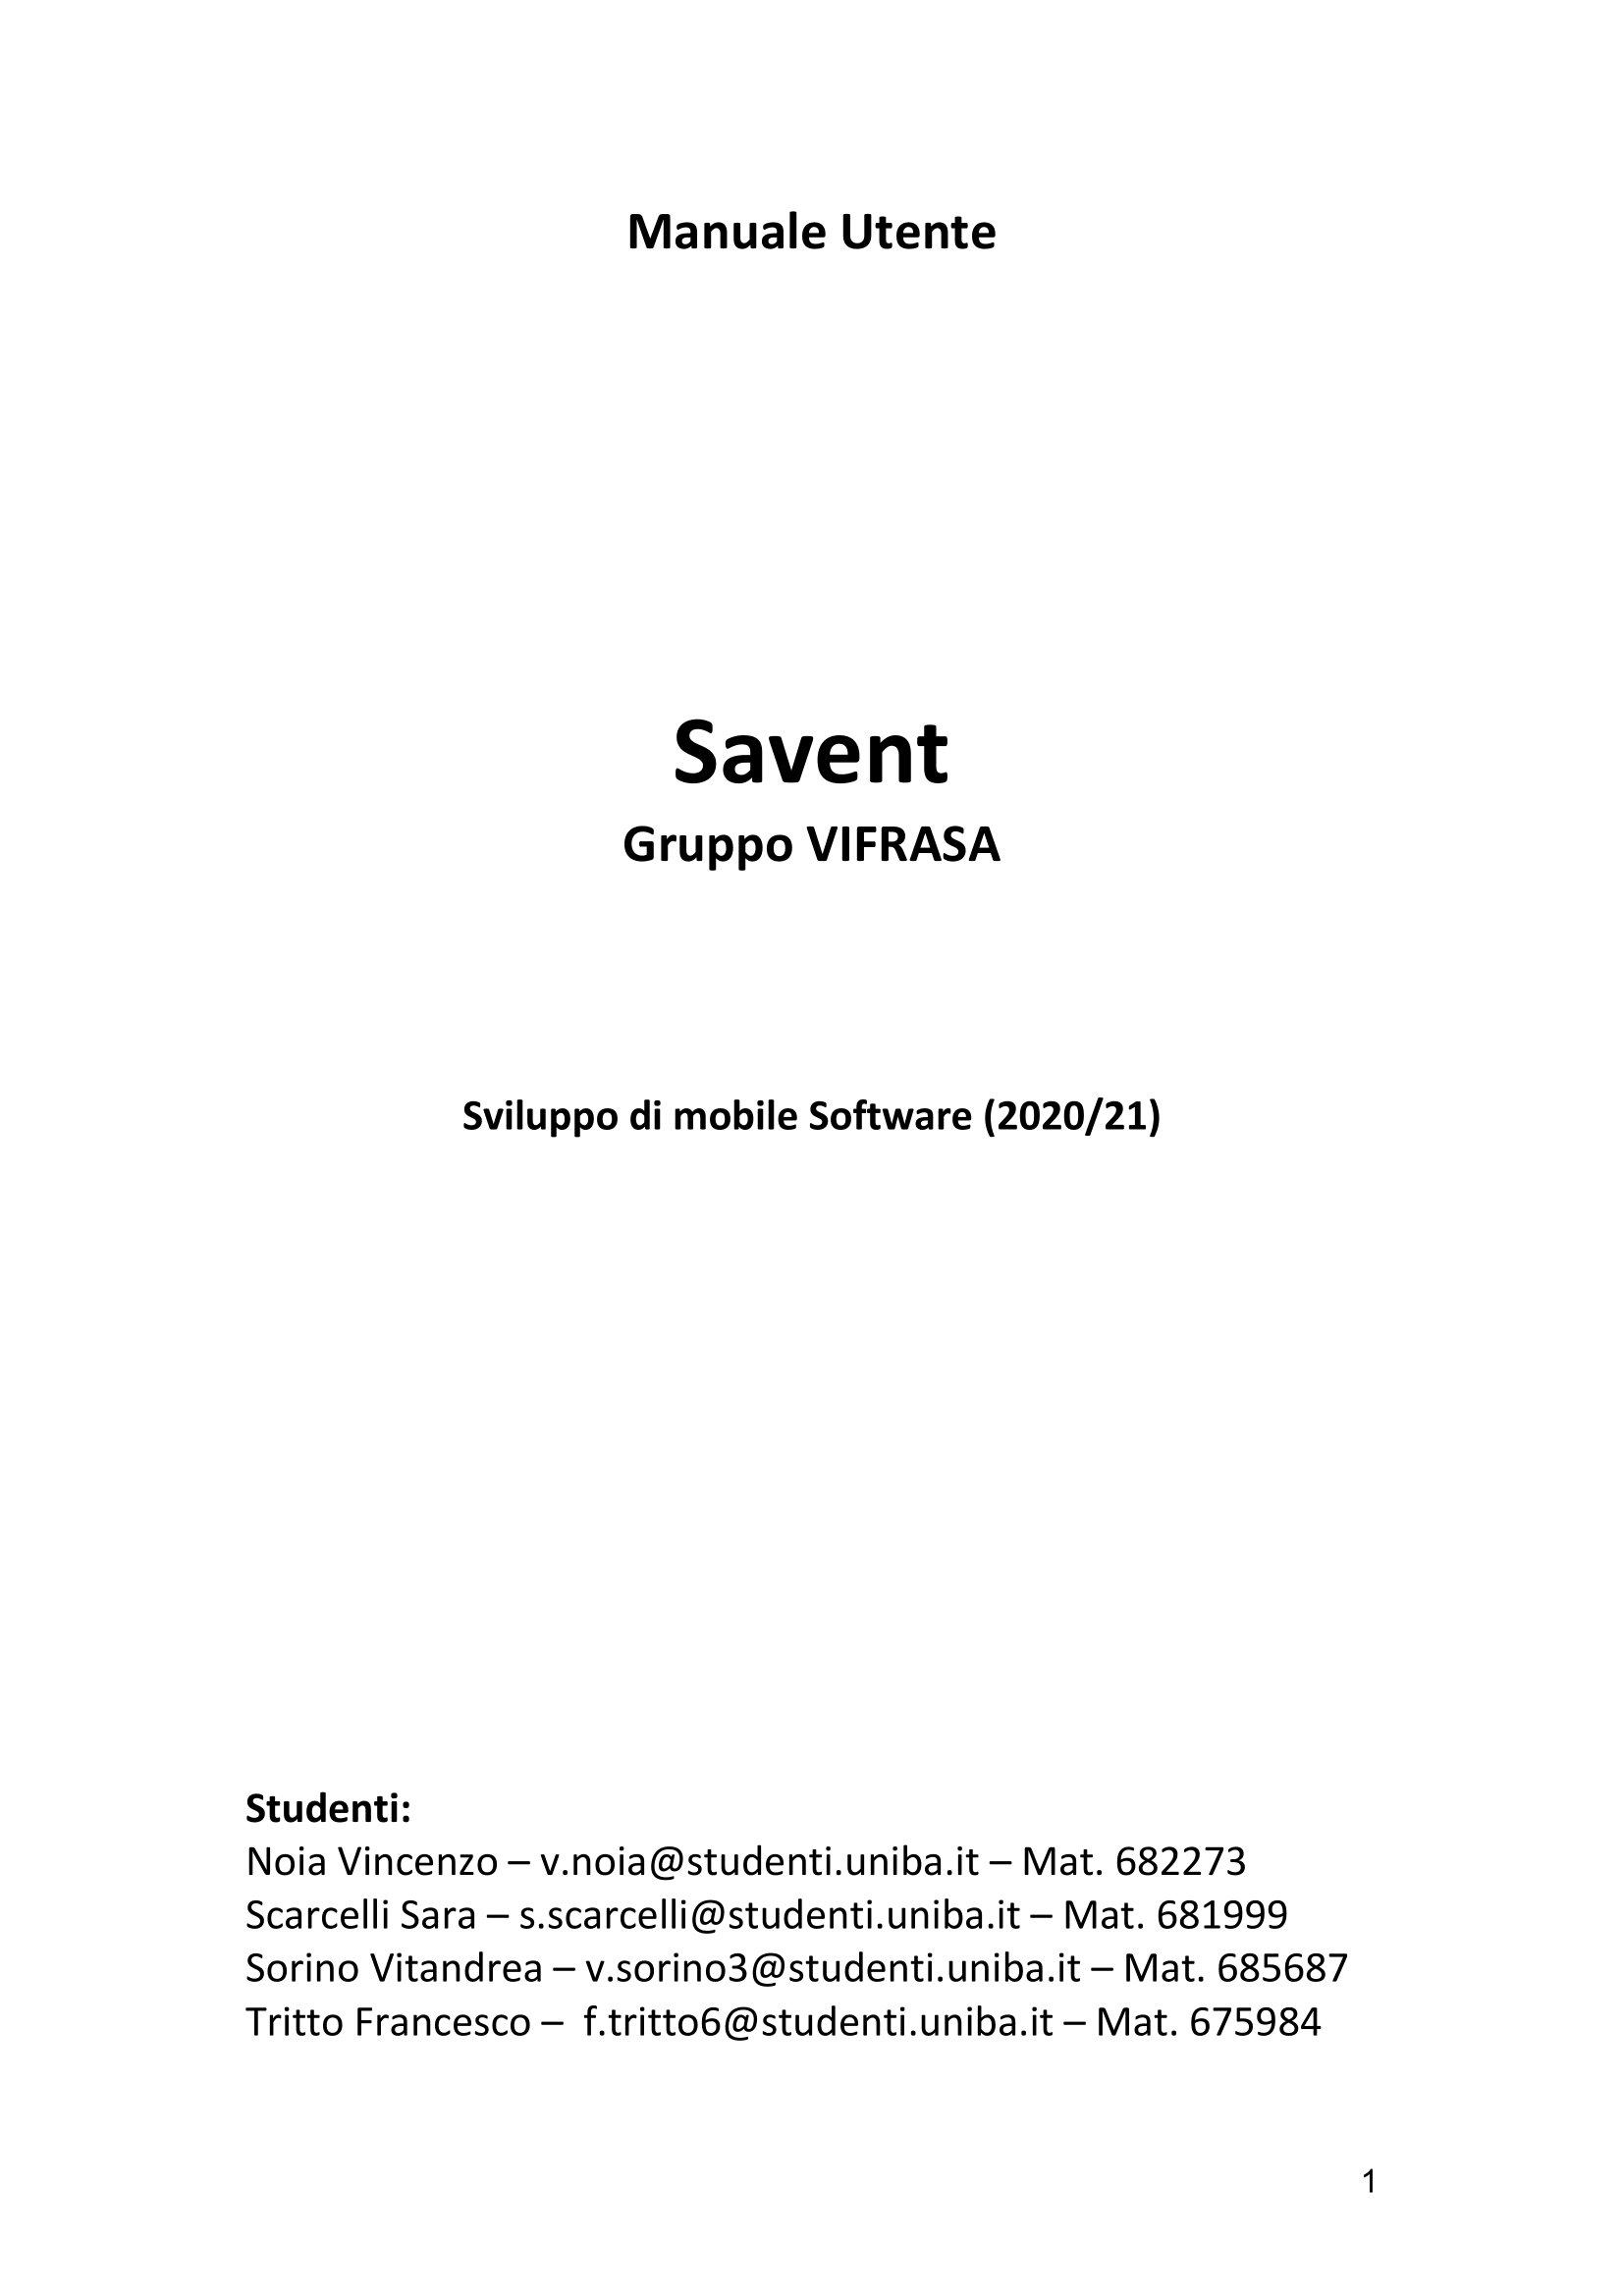 Manuale Utente
Savent
Gruppo VIFRASA
Sviluppo di mobile Software (2020/21)
Studenti:
Noia Vincenzo – v.noia@studenti.uniba.it – Mat. 682273
Scarcelli Sara – s.scarcelli@studenti.uniba.it – Mat. 681999
Sorino Vitandrea – v.sorino3@studenti.uniba.it – Mat. 685687
Tritto Francesco –  f.tritto6@studenti.uniba.it – Mat. 675984
1